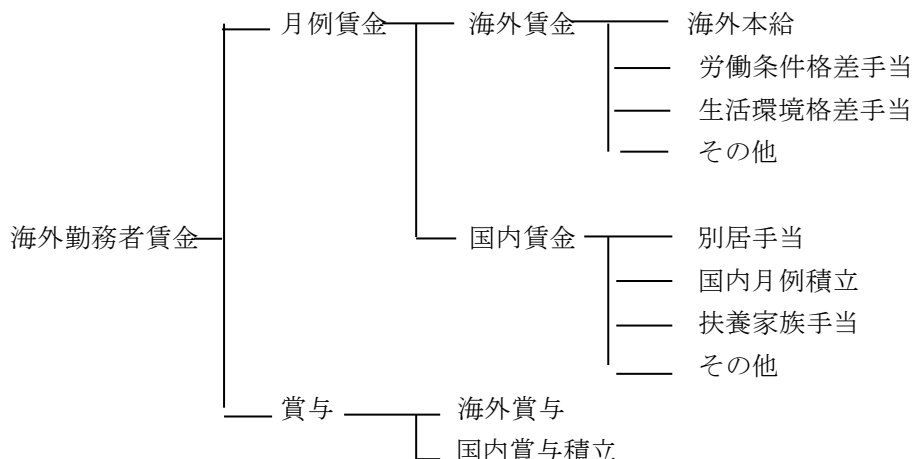 月例賃金 海外賃金 海外本給
労働条件格差手当
生活環境格差手当
その他
海外勤務者賃金 国内賃金 別居手当
国内月例積立
扶養家族手当
その他
賞与 海外賞与
国内賞与積立